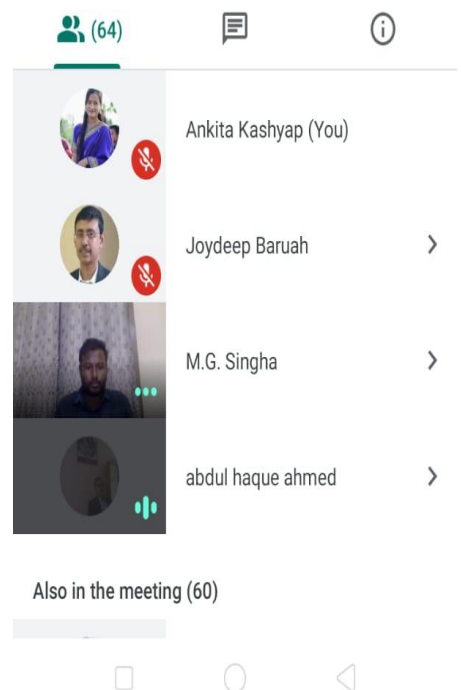 (64)
Ankita Kashyap (You)
Joydeep Baruah
M.G. Singha
abdul haque ahmed
Also in the meeting (60)